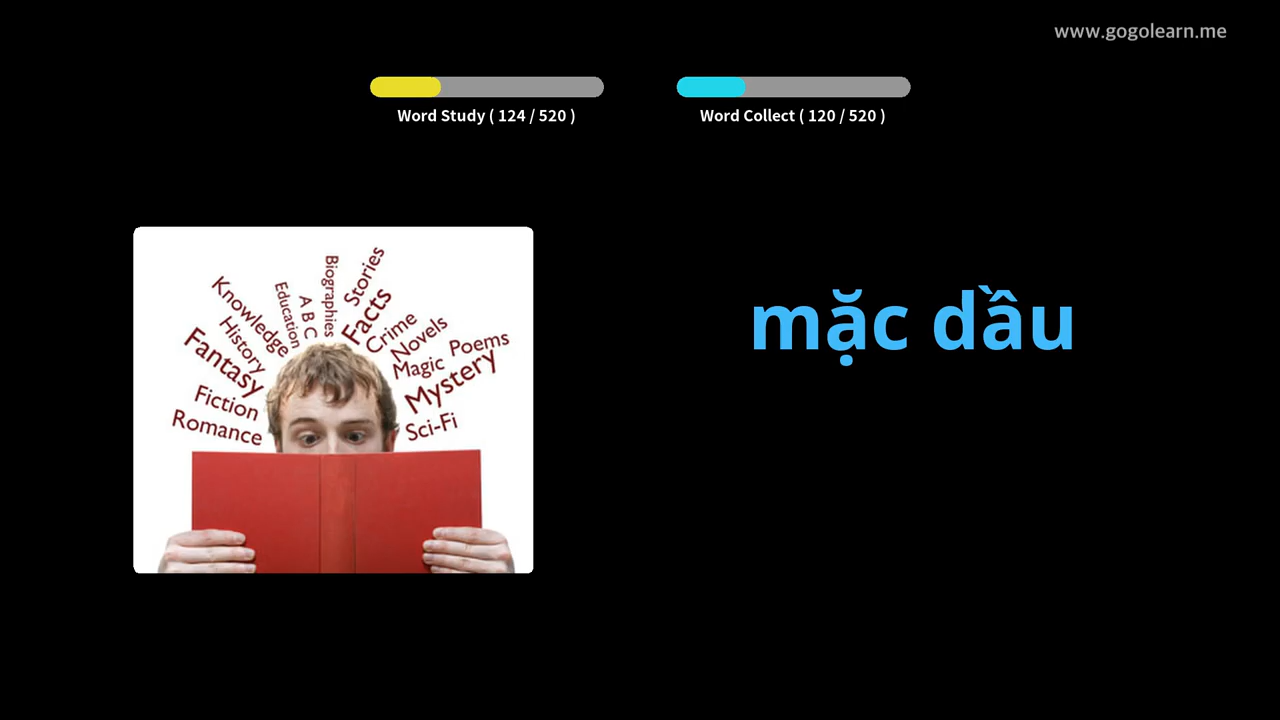 www.gogolearn.me
Word Study ( 124 / 520 )
Word Collect ( 120 / 520 )
mặc dầu
Biographies
Stories
Education
A B C
Facts
Knowledge
History
Crime
Novels
Poems
Fantasy
Magic
Mystery
Fiction
Romance
Sci-Fi